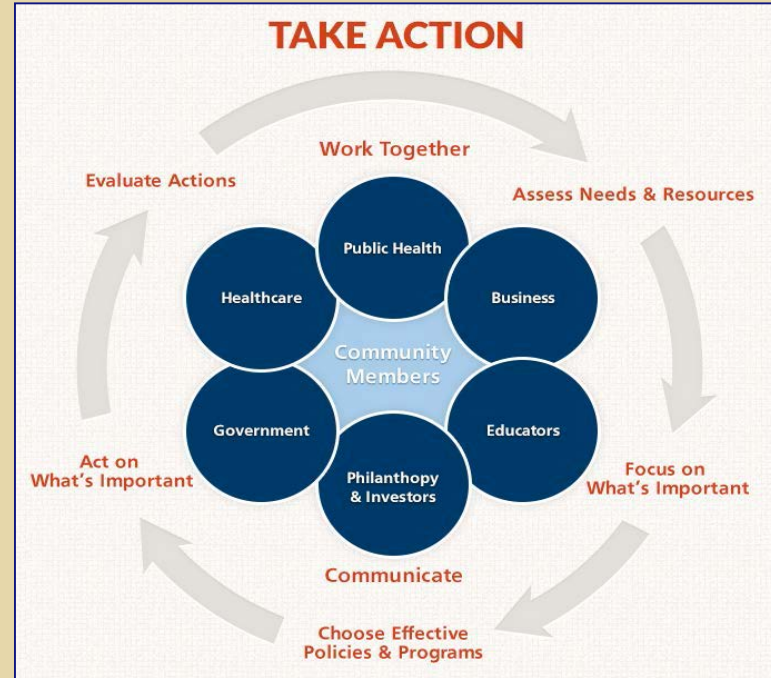 TAKE ACTION
Work Together
Evaluate Actions
Assess Needs & Resources
Public Health
Healthcare
Business
Community
Members
Government
Educators
Philanthopy
& Investors
Act on
What's Important
Focus on
What's Important
Communicate
Choose Effective
Policies & Programs